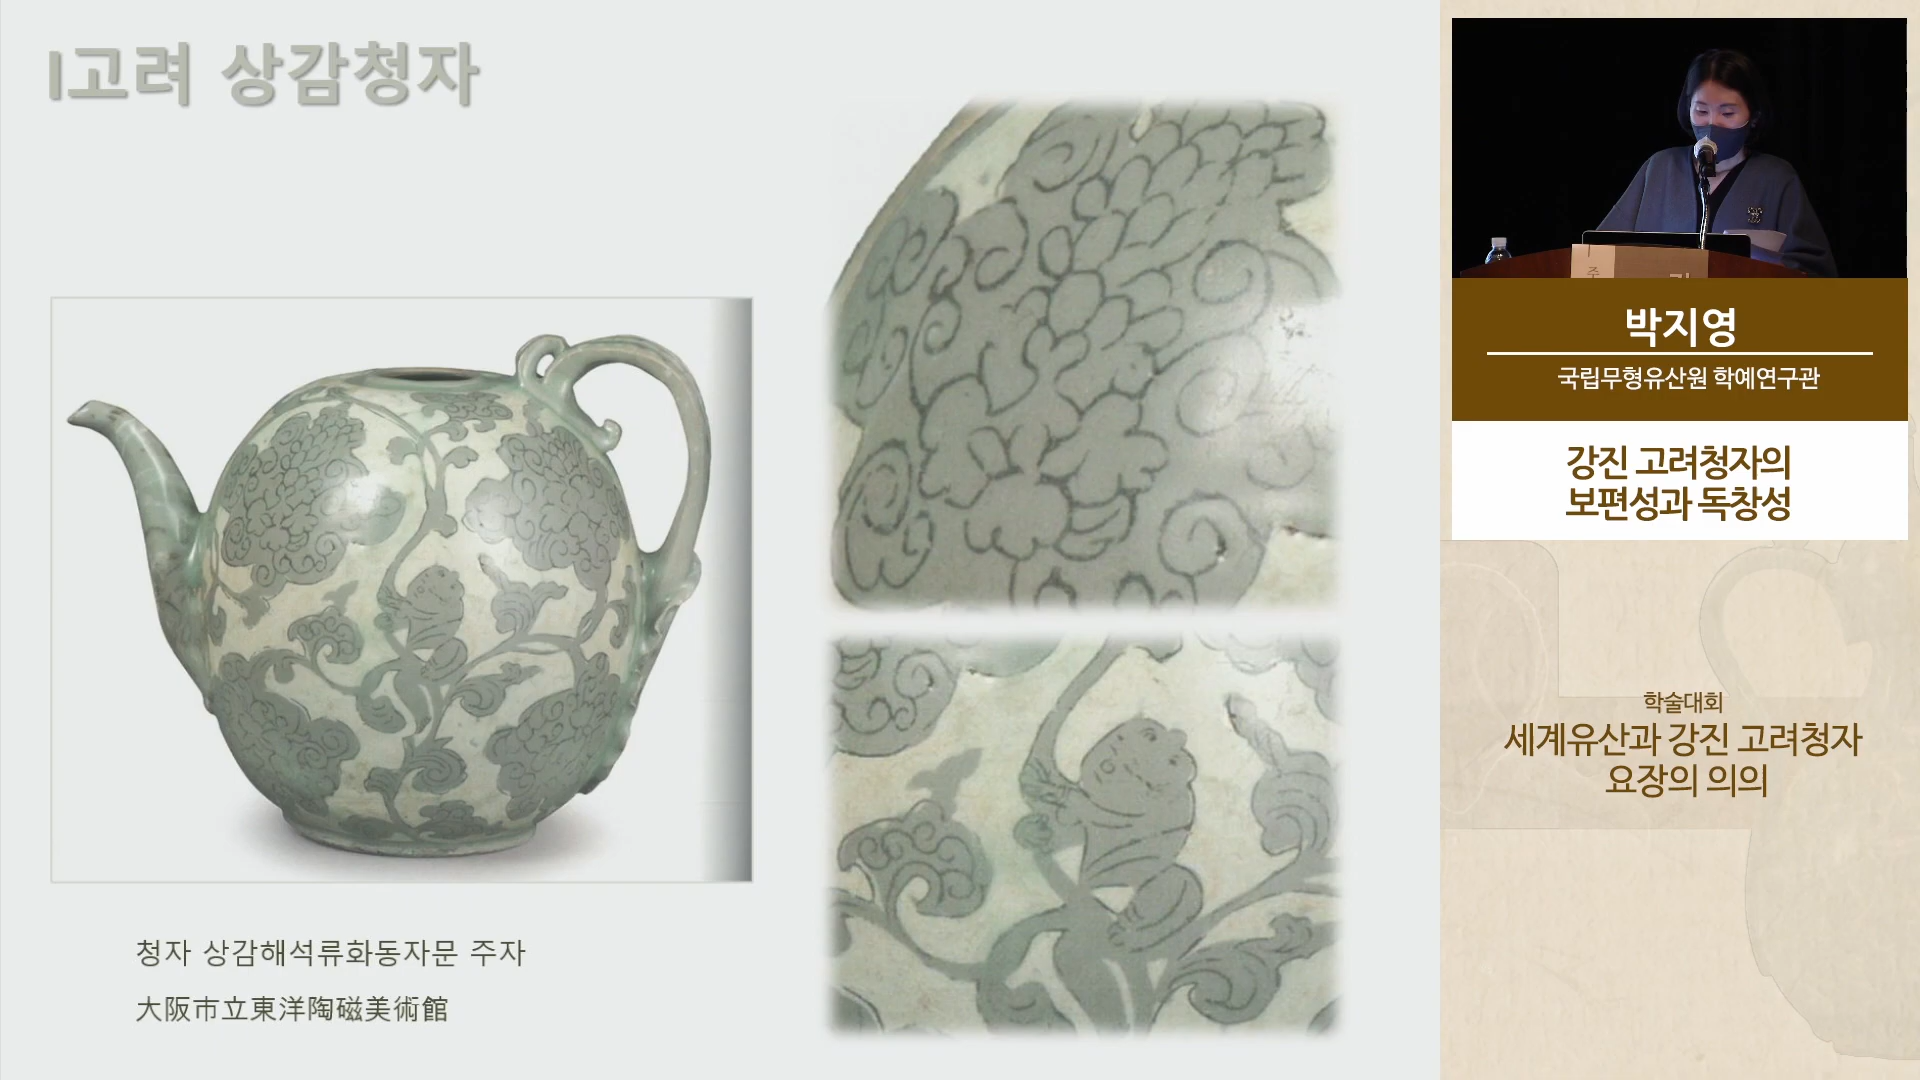 I고려 상감청자
청자 상감해석류화동자문 주자
大阪市立東洋陶磁美術館
주
박지영
국립무형유산원 학예연구관
강진 고려청자의
보편성과 독창성
학술대회
세계유산과 강진 고려청자
요장의 의의